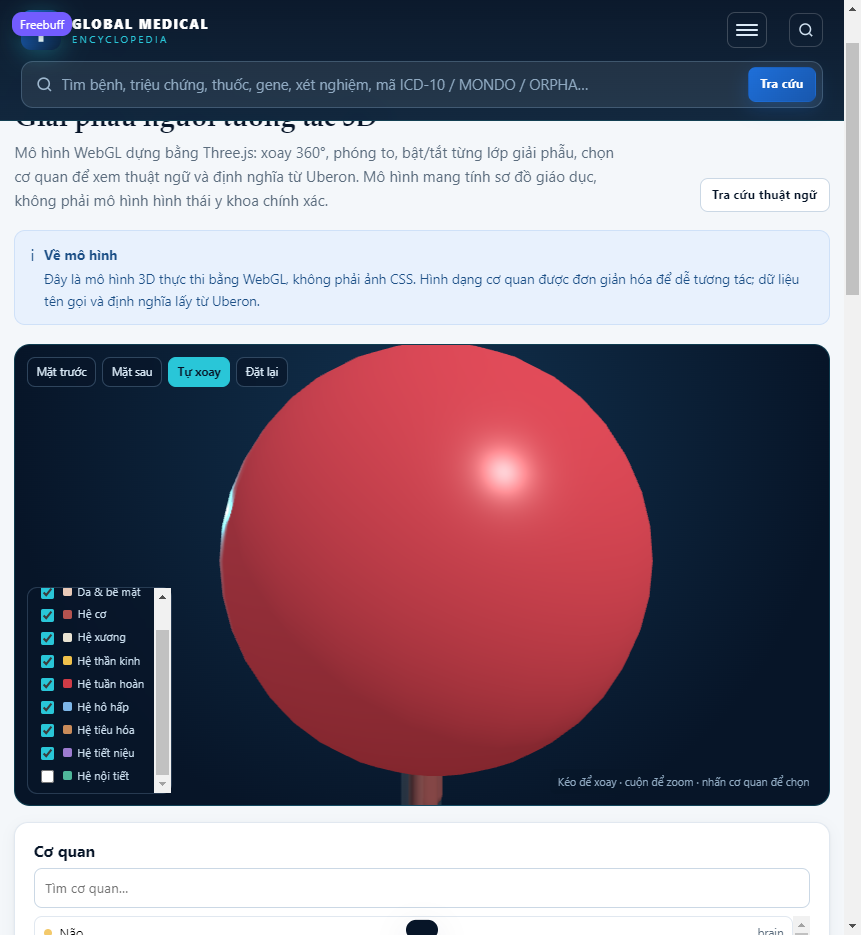 Freebuff
GLOBAL MEDICAL
ENCYCLOPEDIA
Tìm bệnh, triệu chứng, thuốc, gene, xét nghiệm, mã ICD-10 / MONDO / ORPHA...
Tra cứu
Giải phẫu người tương tác 3D
Mô hình WebGL dựng bằng Three.js: xoay 360°, phóng to, bật/tắt từng lớp giải phẫu, chọn
cơ quan để xem thuật ngữ và định nghĩa từ Uberon. Mô hình mang tính sơ đồ giáo dục,
không phải mô hình hình thái y khoa chính xác.
Tra cứu thuật ngữ
i Về mô hình
Đây là mô hình 3D thực thi bằng WebGL, không phải ảnh CSS. Hình dạng cơ quan được đơn giản hóa để dễ tương tác; dữ liệu
tên gọi và định nghĩa lấy từ Uberon.
Mặt trước
Mặt sau
Tự xoay
Đặt lại
Da & bề mặt
Hệ cơ
Hệ xương
Hệ thần kinh
Hệ tuần hoàn
Hệ hô hấp
Hệ tiêu hóa
Hệ tiết niệu
Hệ nội tiết
Kéo để xoay · cuộn để zoom · nhấn cơ quan để chọn
Cơ quan
Tìm cơ quan...
Não
brain